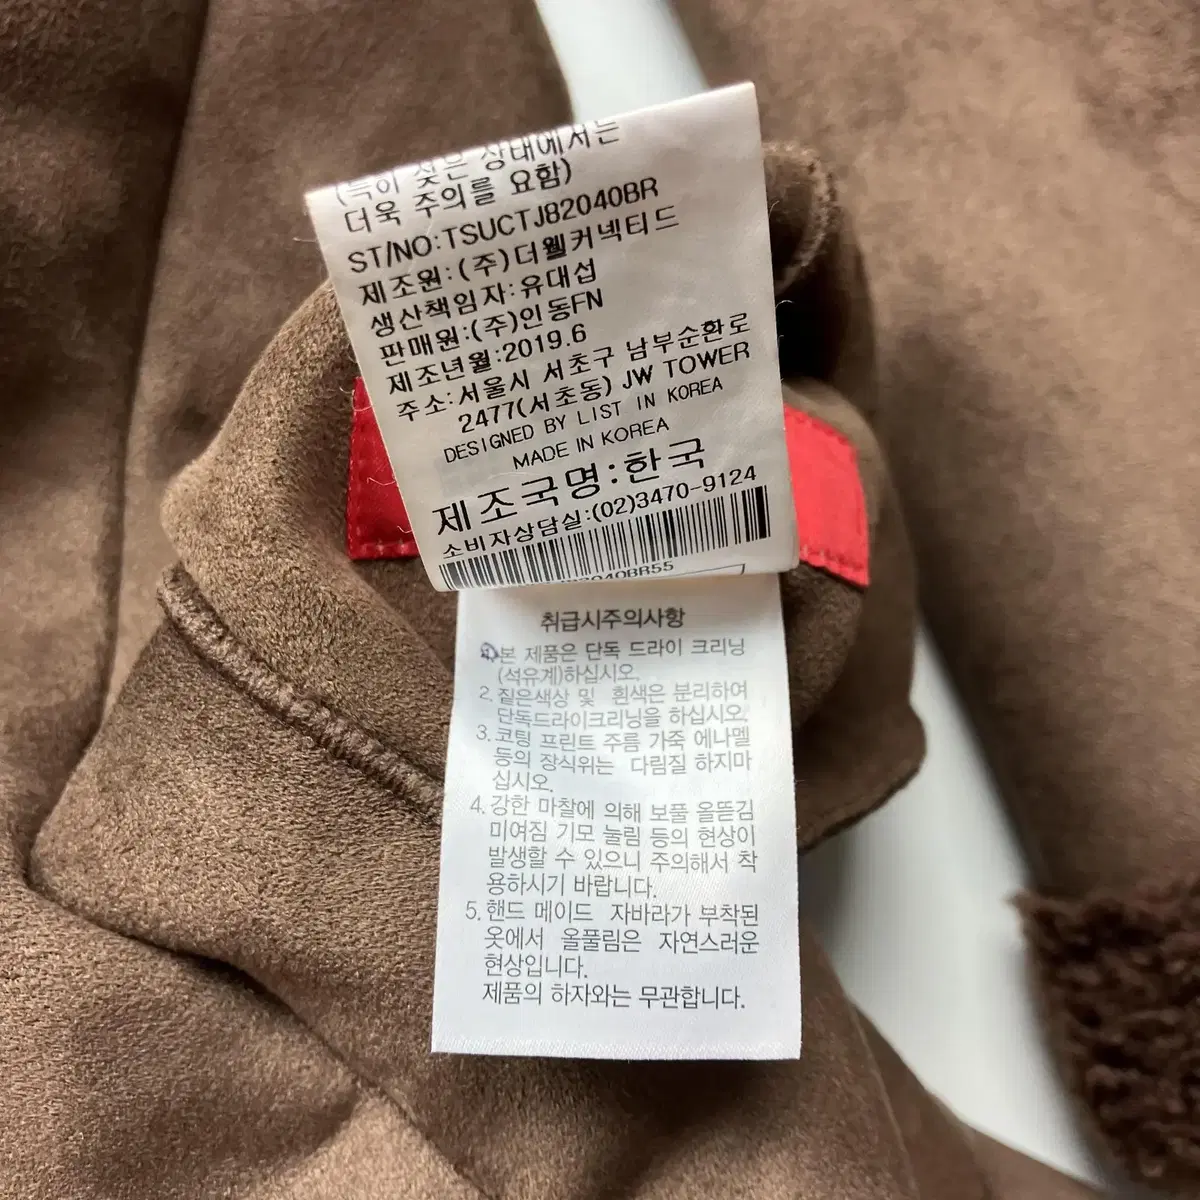 (특히 젖은 상태에서는
더욱 주의를 요함)
ST/NO:TSUCTJ82040BR
제조원:(주)더웰커넥티드
생산책임자:유대섭
판매원:(주)인동FN
제조년월:2019.6
주소:서울시 서초구 남부순환로
2477(서초동) JW TOWER
DESIGNED BY LIST IN KOREA
MADE IN KOREA
제조국명:한국
소비자상담실:(02)3470-9124
82040BR55
취급시주의사항
1. 본 제품은 단독 드라이 크리닝
(석유계)하십시오.
2. 짙은색상 및 흰색은 분리하여
단독드라이크리닝을 하십시오.
3. 코팅 프린트 주름 가죽 에나멜
등의 장식위는 다림질 하지마
십시오.
4. 강한 마찰에 의해 보풀 올뜯김
미여짐 기모 눌림 등의 현상이
발생할 수 있으니 주의해서 착
용하시기 바랍니다.
5. 핸드 메이드 자바라가 부착된
옷에서 올풀림은 자연스러운
현상입니다.
제품의 하자와는 무관합니다.